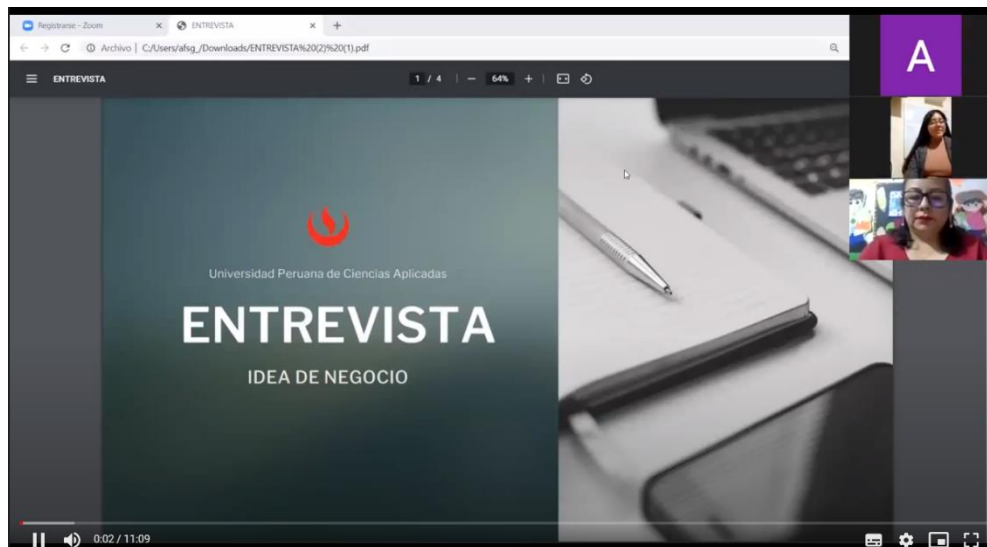 Registrarse - Zoom
ENTREVISTA
Archivo | C:/Users/afsg_/Downloads/ENTREVISTA%20(2)%20(1).pdf
ENTREVISTA
1 / 4
64%
A
Universidad Peruana de Ciencias Aplicadas
ENTREVISTA
IDEA DE NEGOCIO
0:02 / 11:09